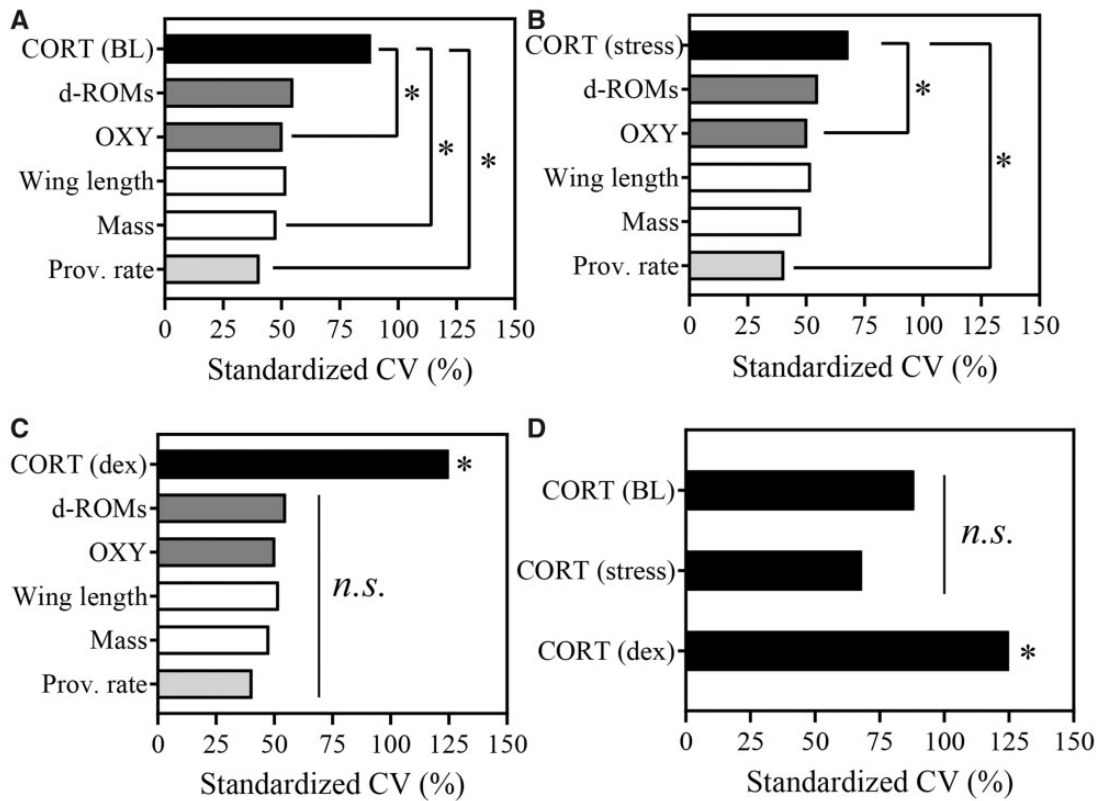 A
CORT (BL)
d-ROMs
OXY
Wing length
Mass
Prov. rate
*
*
*
0 25 50 75 100 125 150
Standardized CV (%)
B
CORT (stress)
d-ROMs
OXY
Wing length
Mass
Prov. rate
*
*
0 25 50 75 100 125 150
Standardized CV (%)
C
CORT (dex)
*
d-ROMs
OXY
Wing length
Mass
Prov. rate
n.s.
0 25 50 75 100 125 150
Standardized CV (%)
D
CORT (BL)
CORT (stress)
CORT (dex)
n.s.
*
0 25 50 75 100 125 150
Standardized CV (%)